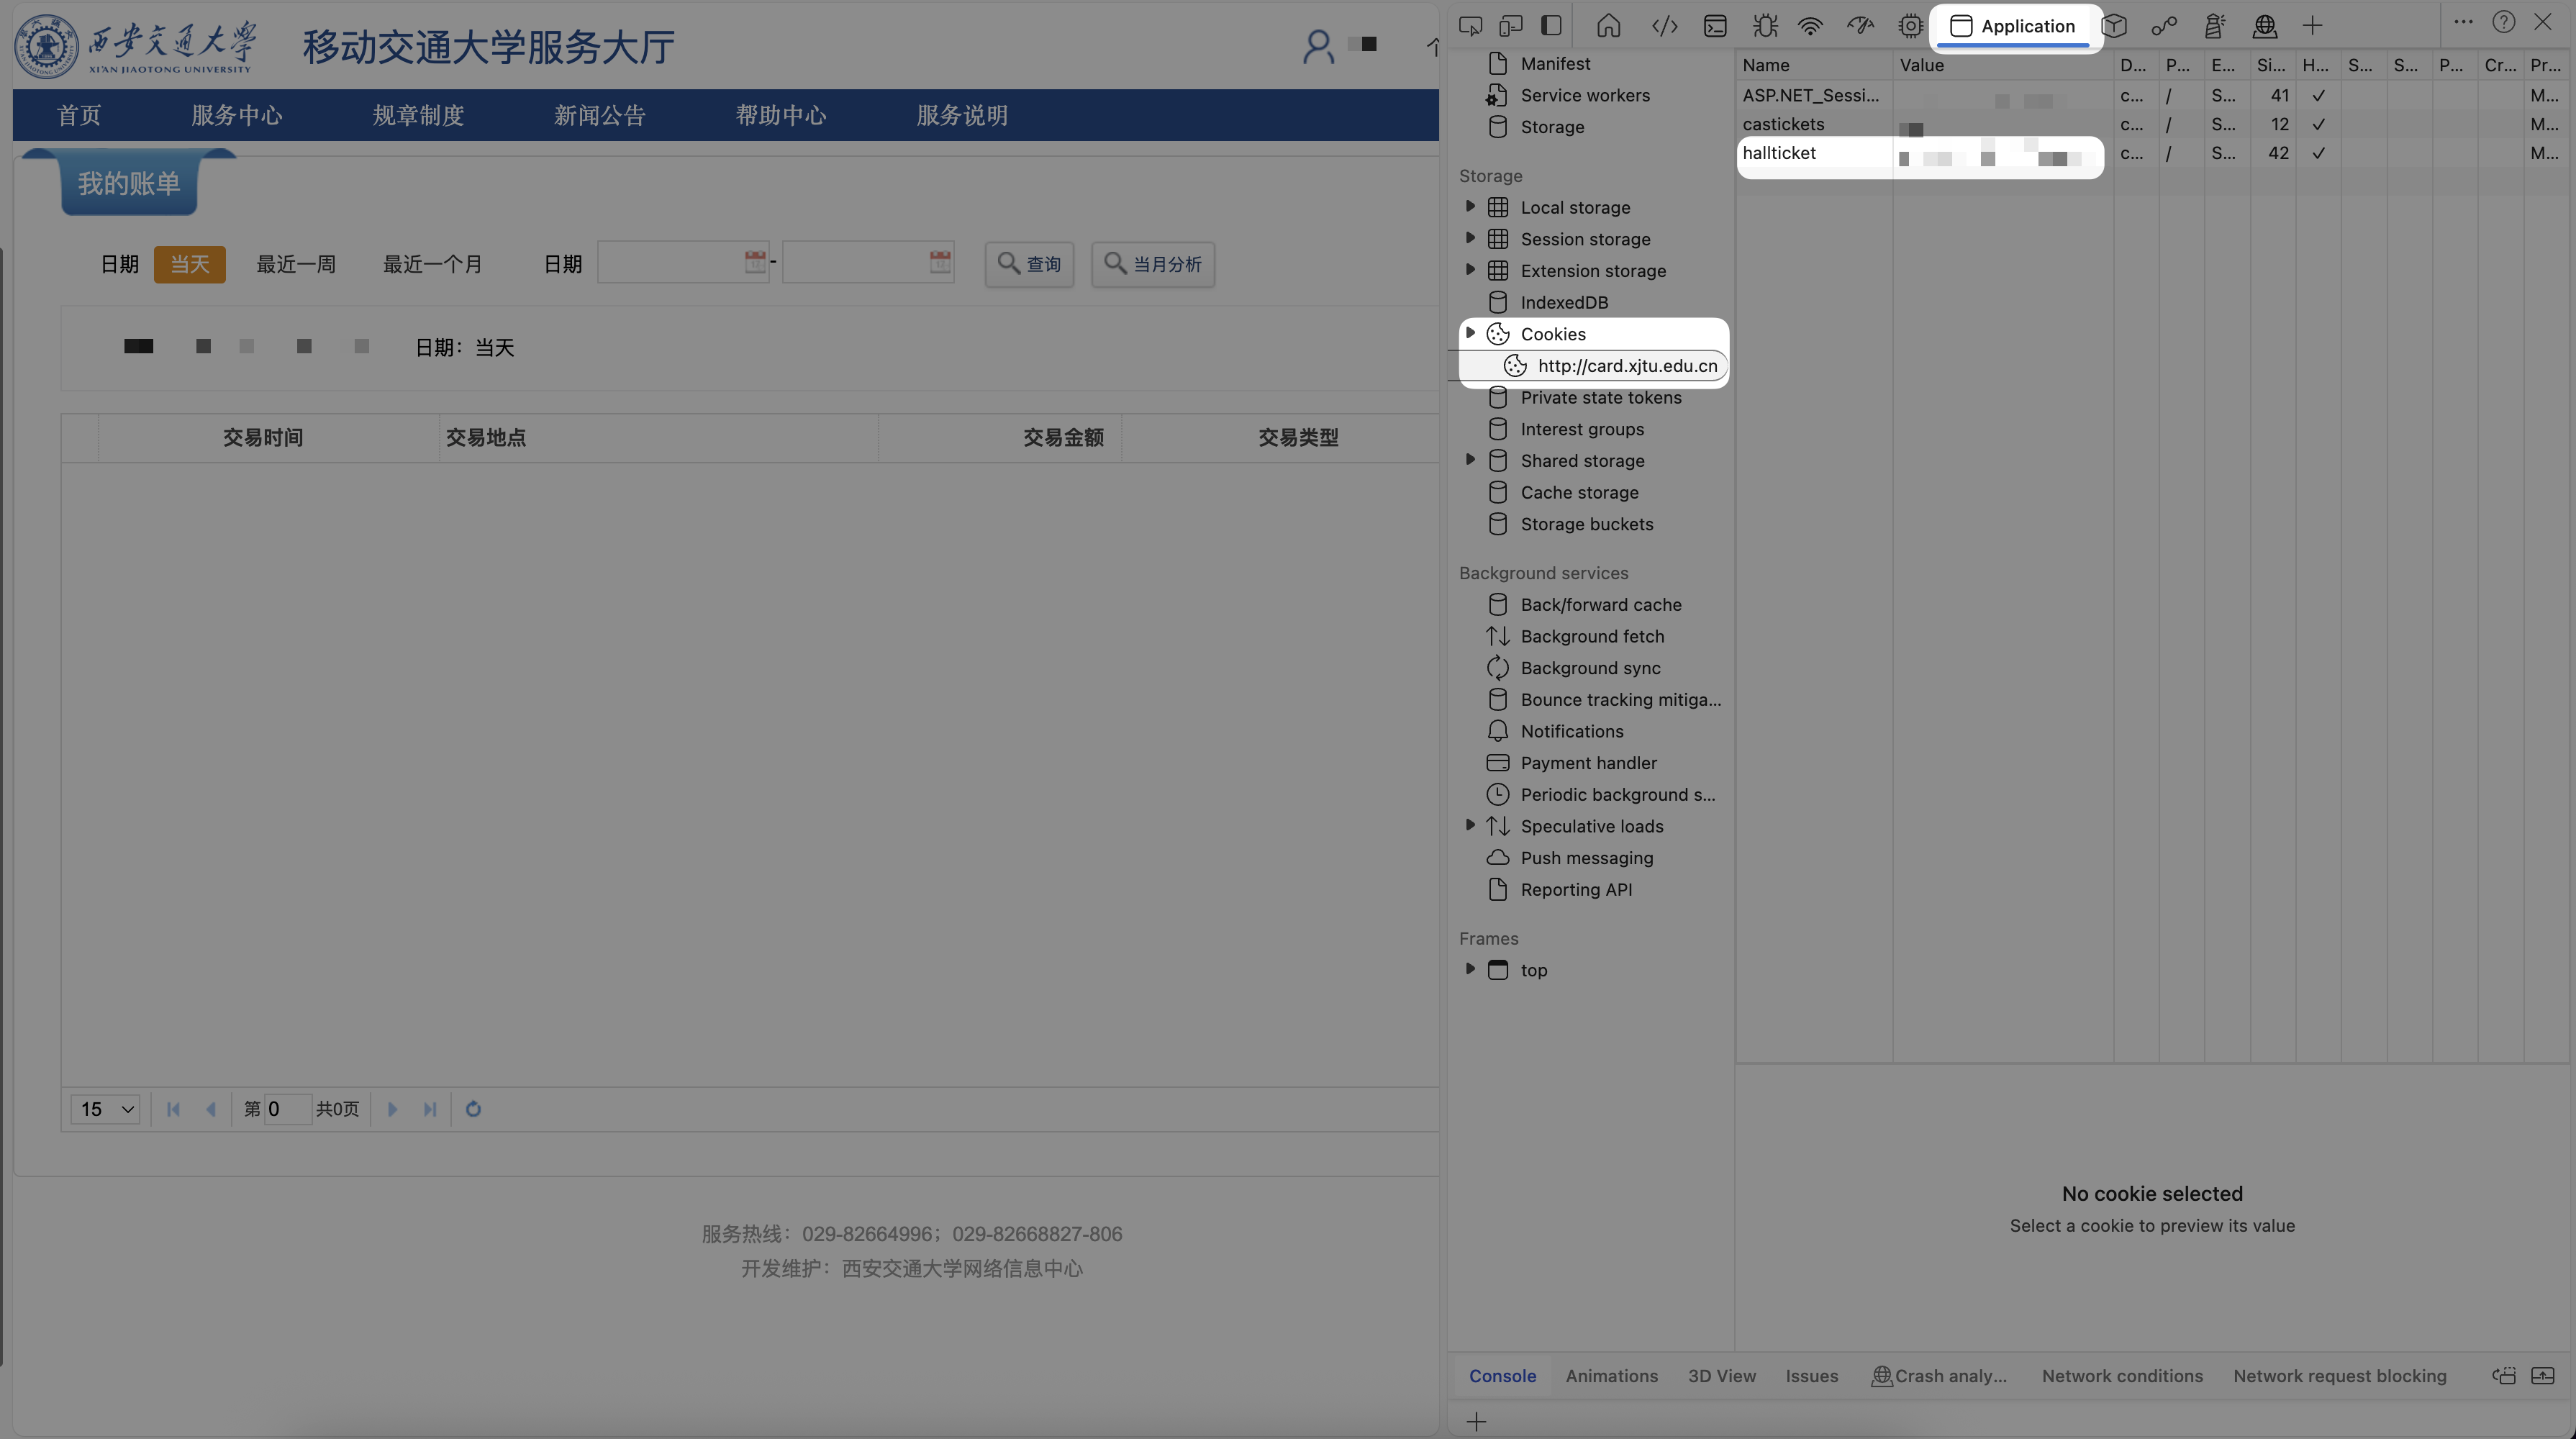 西安交通大学
XI'AN JIAOTONG UNIVERSITY
移动交通大学服务大厅
首页 服务中心 规章制度 新闻公告 帮助中心 服务说明
我的账单
日期 当天 最近一周 最近一个月 日期 - 查询 当月分析
日期：当天
交易时间 交易地点 交易金额 交易类型
15 第 0 共0页
服务热线：029-82664996；029-82668827-806
开发维护：西安交通大学网络信息中心
Application
Manifest
Service workers
Storage
Storage
Local storage
Session storage
Extension storage
IndexedDB
Cookies
http://card.xjtu.edu.cn
Private state tokens
Interest groups
Shared storage
Cache storage
Storage buckets
Background services
Back/forward cache
Background fetch
Background sync
Bounce tracking mitiga...
Notifications
Payment handler
Periodic background s...
Speculative loads
Push messaging
Reporting API
Frames
top
Name Value D... P... E... Si... H... S... S... P... Cr... Pr...
ASP.NET_Sessi... c... / S... 41 ✓ M...
castickets c... / S... 12 ✓ M...
hallticket c... / S... 42 ✓ M...
No cookie selected
Select a cookie to preview its value
Console Animations 3D View Issues Crash analy... Network conditions Network request blocking